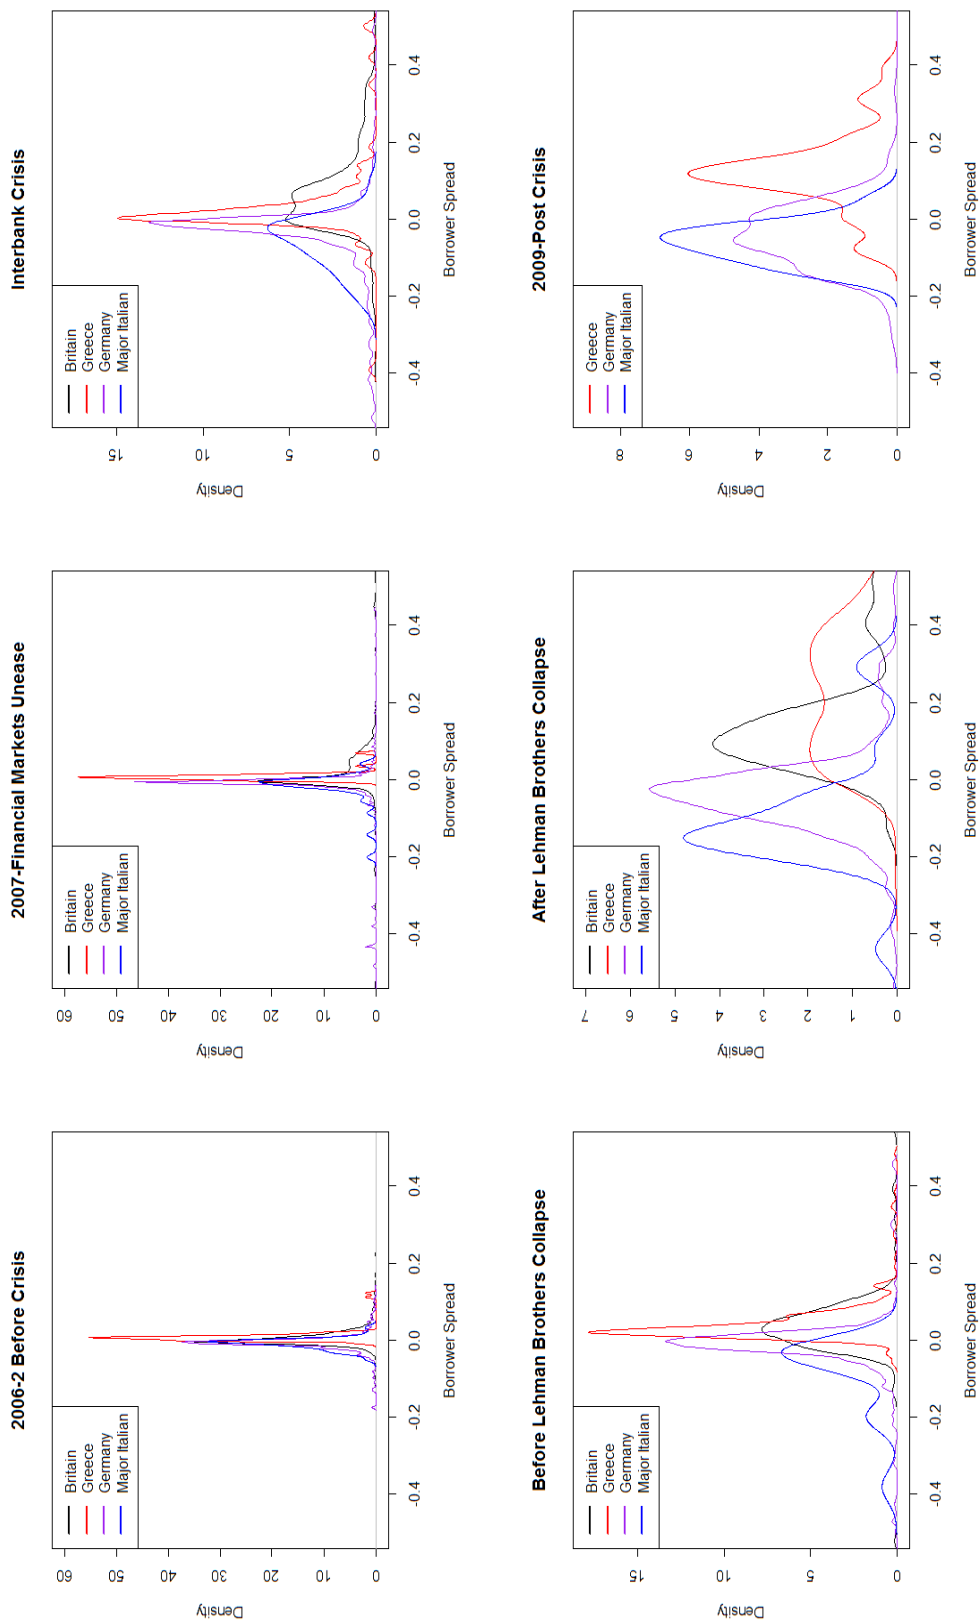 2006-2 Before Crisis
Density
0 10 20 30 40 50 60
Britain
Greece
Germany
Major Italian
-0.4 -0.2 0.0 0.2 0.4
Borrower Spread
2007-Financial Markets Unease
Density
0 10 20 30 40 50 60
Britain
Greece
Germany
Major Italian
-0.4 -0.2 0.0 0.2 0.4
Borrower Spread
Interbank Crisis
Density
0 5 10 15
Britain
Greece
Germany
Major Italian
-0.4 -0.2 0.0 0.2 0.4
Borrower Spread
Before Lehman Brothers Collapse
Density
0 5 10 15
Britain
Greece
Germany
Major Italian
-0.4 -0.2 0.0 0.2 0.4
Borrower Spread
After Lehman Brothers Collapse
Density
0 1 2 3 4 5 6 7
Britain
Greece
Germany
Major Italian
-0.4 -0.2 0.0 0.2 0.4
Borrower Spread
2009-Post Crisis
Density
0 2 4 6 8
Greece
Germany
Major Italian
-0.4 -0.2 0.0 0.2 0.4
Borrower Spread